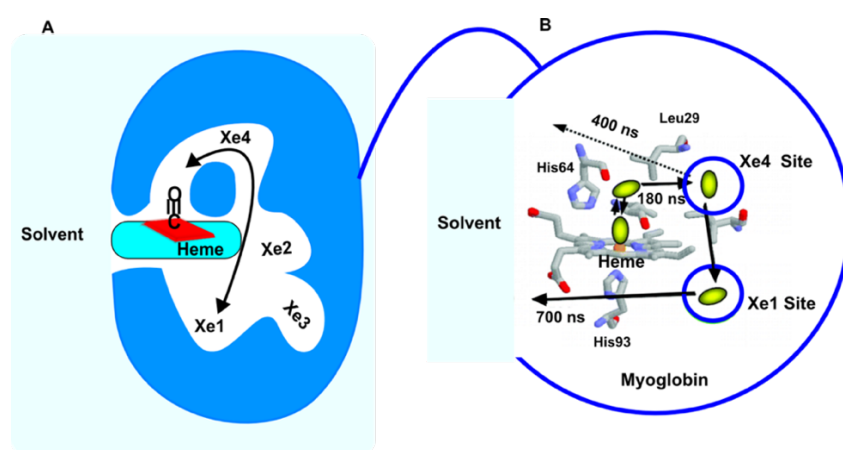 A
Xe4
O
C
Solvent
Heme
Xe2
Xe1
Xe3
B
400 ns
Leu29
His64
Xe4 Site
180 ns
Solvent
Heme
Xe1 Site
700 ns
His93
Myoglobin